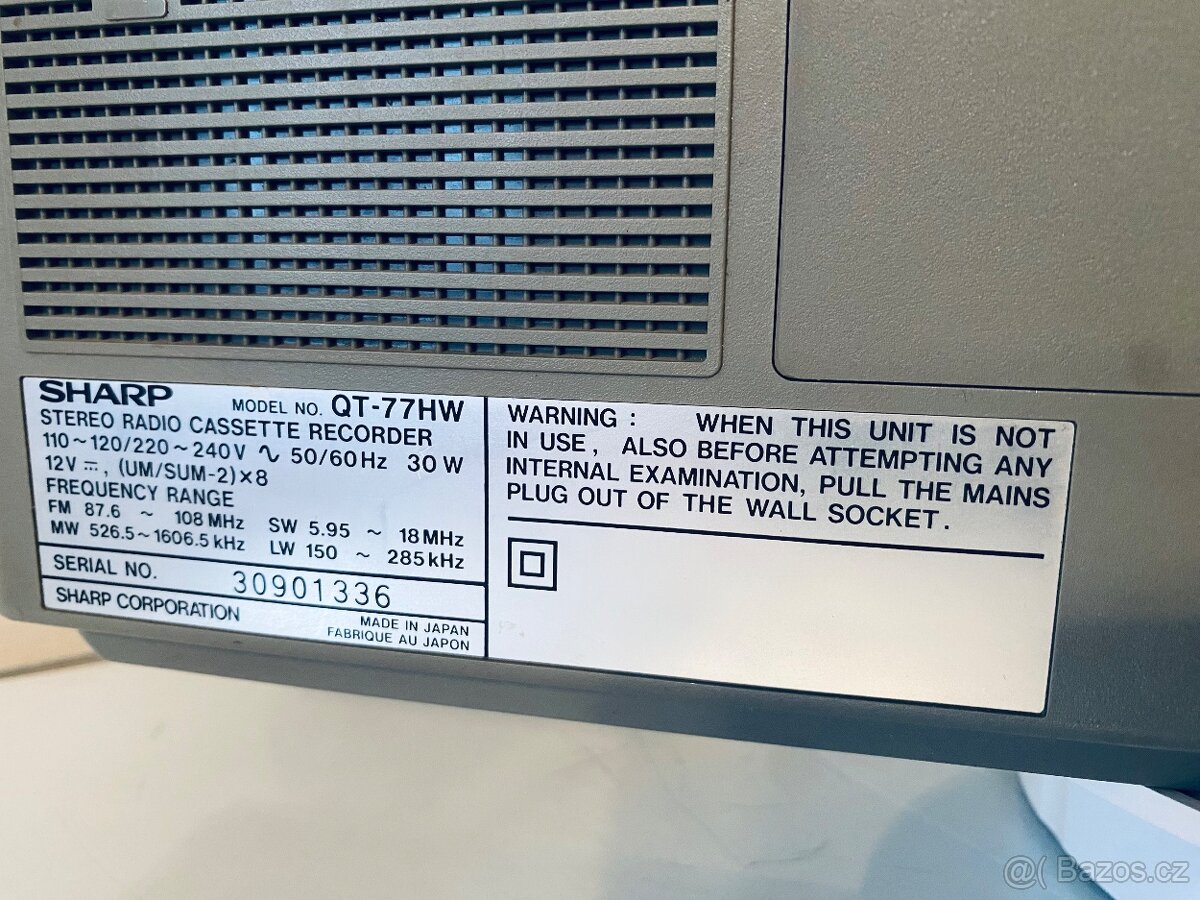 SHARP MODEL NO. QT-77HW
STEREO RADIO CASSETTE RECORDER
110~120/220~240V ∿ 50/60Hz 30W
12V ⎓, (UM/SUM-2)×8
FREQUENCY RANGE
FM 87.6 ~ 108MHz SW 5.95 ~ 18MHz
MW 526.5~1606.5kHz LW 150 ~ 285kHz
SERIAL NO. 30901336
SHARP CORPORATION
MADE IN JAPAN
FABRIQUE AU JAPON
WARNING : WHEN THIS UNIT IS NOT
IN USE, ALSO BEFORE ATTEMPTING ANY
INTERNAL EXAMINATION, PULL THE MAINS
PLUG OUT OF THE WALL SOCKET.
@( Bazos.cz